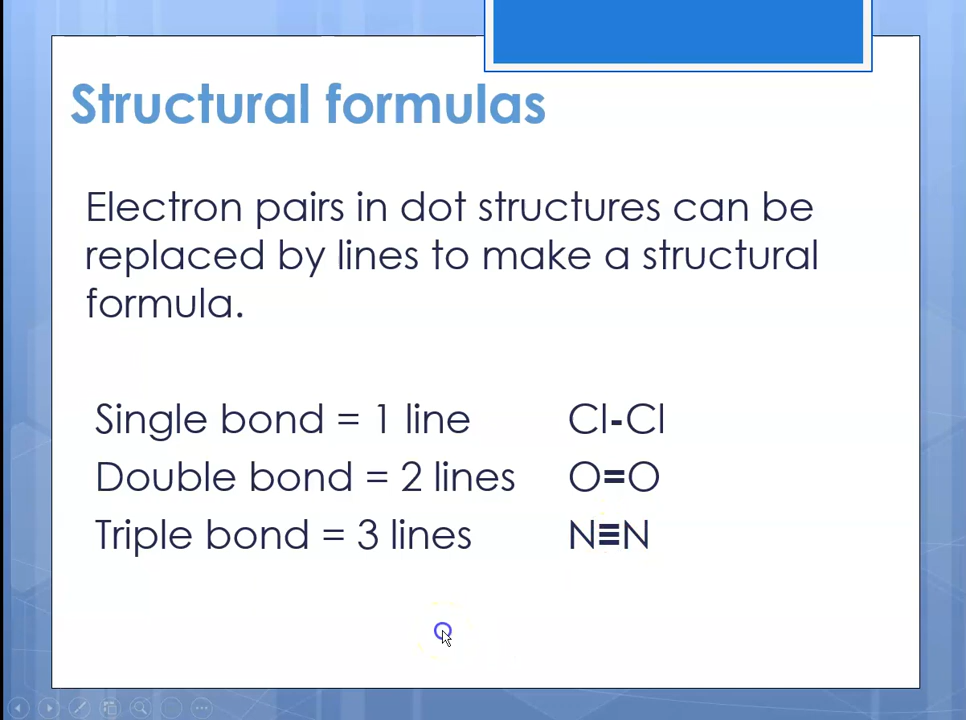 Structural formulas
Electron pairs in dot structures can be
replaced by lines to make a structural
formula.
Single bond = 1 line Cl-Cl
Double bond = 2 lines O=O
Triple bond = 3 lines N≡N